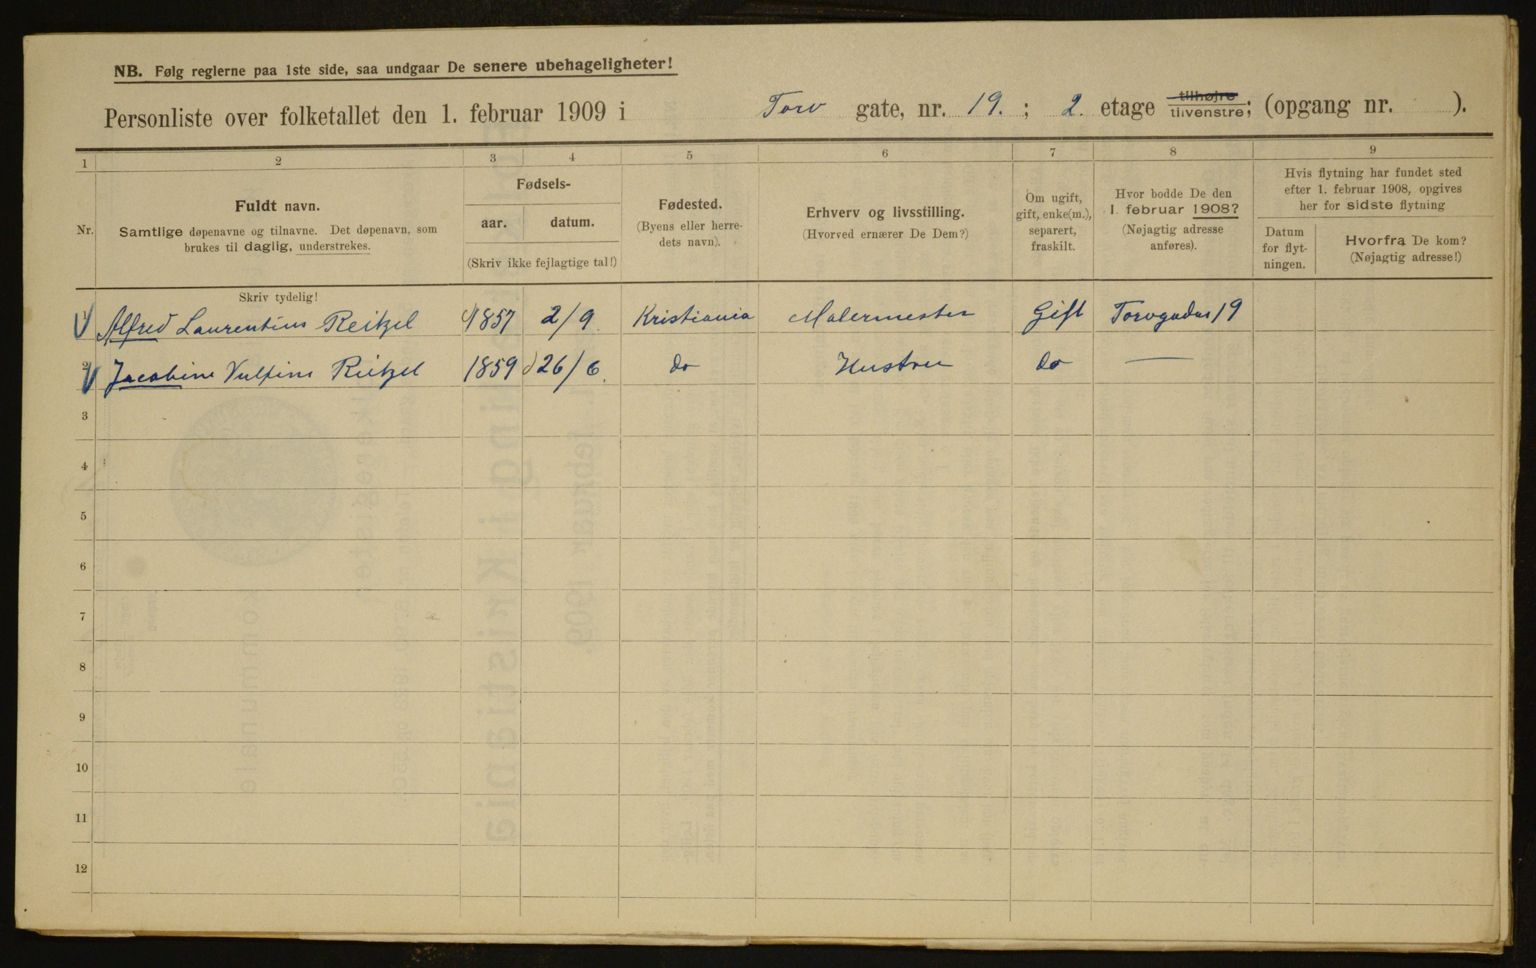 NB. Følg reglerne paa 1ste side, saa undgaar De senere ubehageligheter!
Personliste over folketallet den 1. februar 1909 i Torv gate, nr. 19. ; 2. etage tilhøjre/tilvenstre; (opgang nr. ).
1 2 3 4 5 6 7 8 9
Nr.
Fuldt navn.
Samtlige døpenavne og tilnavne. Det døpenavn, som
brukes til daglig, understrekes.
Skriv tydelig!
Fødsels-
aar. datum.
(Skriv ikke fejlagtige tal!)
Fødested.
(Byens eller herre-
dets navn).
Erhverv og livsstilling.
(Hvorved ernærer De Dem?)
Om ugift,
gift, enke(m.),
separert,
fraskilt.
Hvor bodde De den
1. februar 1908?
(Nøjagtig adresse
anføres).
Hvis flytning har fundet sted
efter 1. februar 1908, opgives
her for sidste flytning
Datum
for flyt-
ningen.
Hvorfra De kom?
(Nøjagtig adresse!)
1 Alfred Laurentius Reitzel 1857 2/9 Kristiania Malermester Gift Torvgaden 19
2 Jacobine Vulfine Reitzel 1859 26/6 do Hustru do —
3
4
5
6
7
8
9
10
11
12